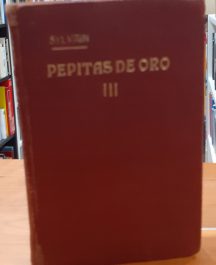 SYLVAIN
PEPITAS DE ORO
III